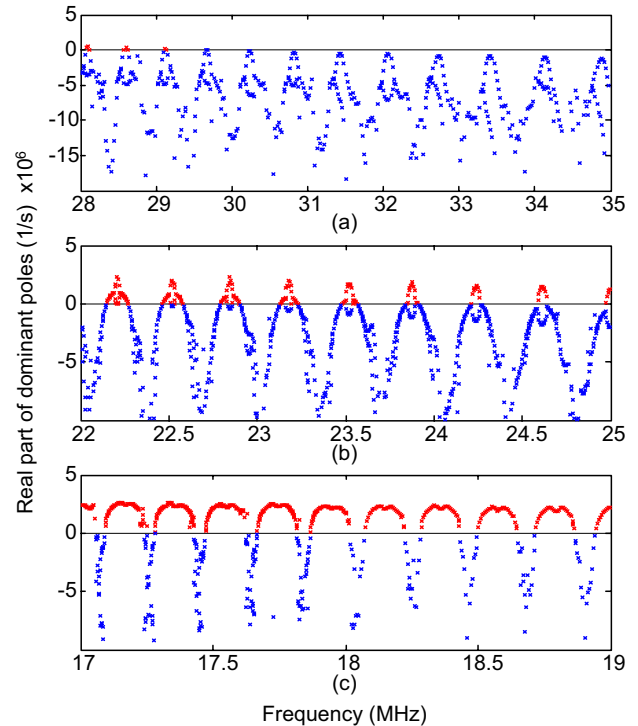 Real part of dominant poles (1/s) x10⁶
5
0
-5
-10
-15
28 29 30 31 32 33 34 35
(a)
5
0
-5
22 22.5 23 23.5 24 24.5 25
(b)
5
0
-5
17 17.5 18 18.5 19
(c)
Frequency (MHz)